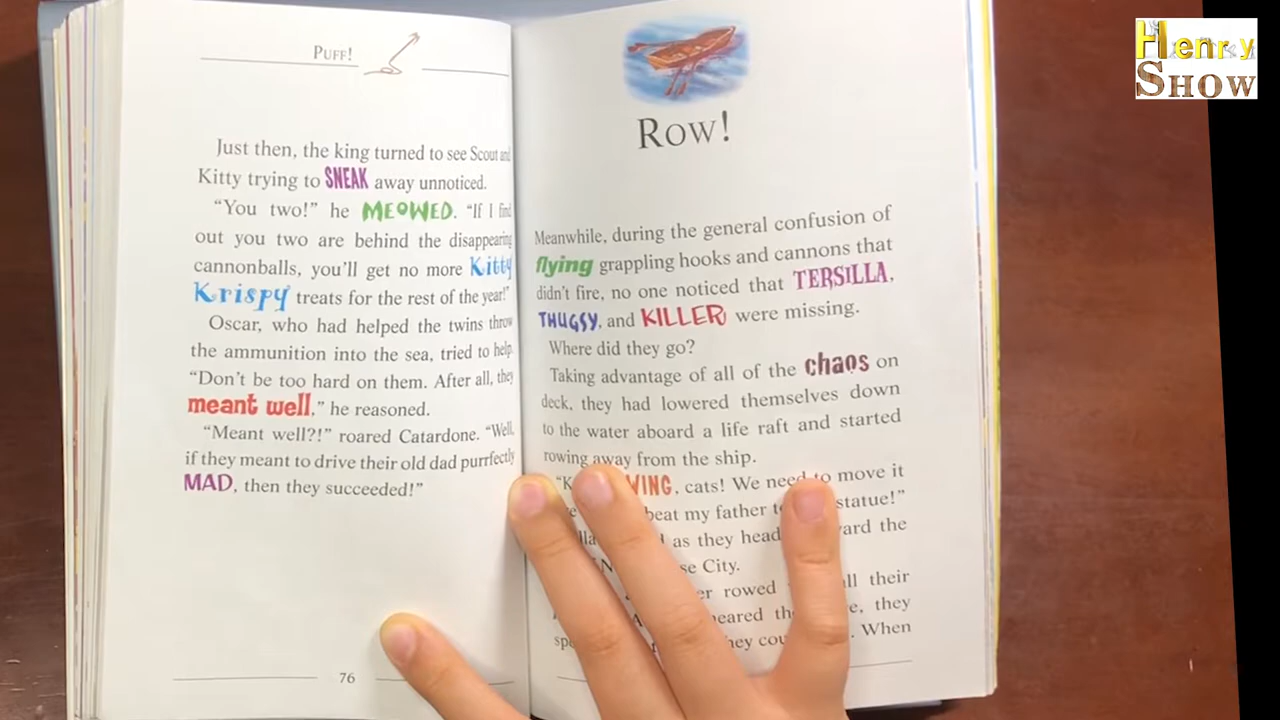 Henry
SHOW
PUFF!
Just then, the king turned to see Scout and
Kitty trying to SNEAK away unnoticed.
"You two!" he MEOWED. "If I find
out you two are behind the disappearing
cannonballs, you'll get no more Kitty
Krispy treats for the rest of the year!"
Oscar, who had helped the twins throw
the ammunition into the sea, tried to help.
"Don't be too hard on them. After all, they
meant well," he reasoned.
"Meant well?!" roared Catardone. "Well,
if they meant to drive their old dad purrfectly
MAD, then they succeeded!"
76
ROW!
Meanwhile, during the general confusion of
flying grappling hooks and cannons that
didn't fire, no one noticed that TERSILLA,
THUGSY, and KILLER were missing.
Where did they go?
Taking advantage of all of the chaos on
deck, they had lowered themselves down
to the water aboard a life raft and started
rowing away from the ship.
cats! We need to move it
beat my father statue!"
as they the
City.
rowed their
they
When